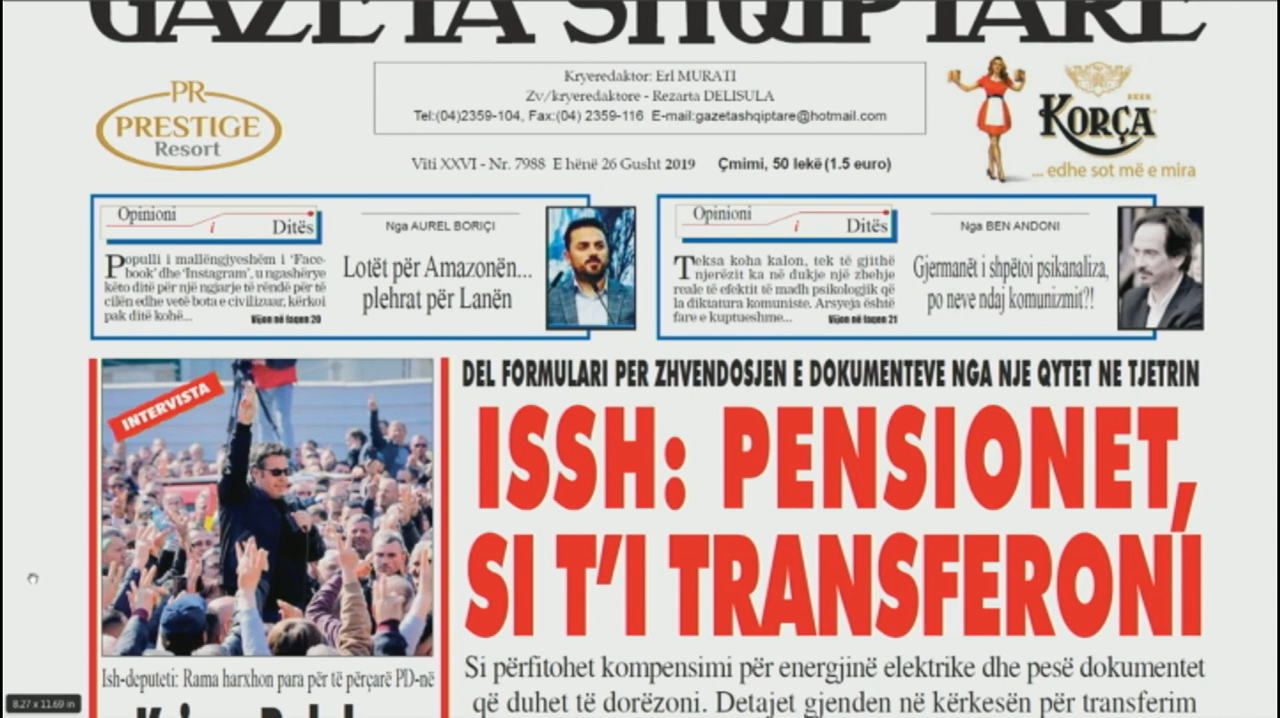 GAZETA SHQIPTARE
PR
PRESTIGE
Resort
Kryeredaktor: Erl MURATI
Zv/kryeredaktore - Rezarta DELISULA
Tel:(04)2359-104, Fax:(04) 2359-116 E-mail:gazetashqiptare@hotmail.com
Viti XXVI - Nr. 7988 E hënë 26 Gusht 2019 Çmimi, 50 lekë (1.5 euro)
BEER
KORÇA
... edhe sot më e mira
Opinioni
i
Ditës
Populli i mallëngjyeshëm i ‘Face-
book’ dhe ‘Instagram’, u ngashërye
këto ditë për një ngjarje të rëndë për të
cilën edhe vetë bota e civilizuar, kërkoi
pak ditë kohë...
Vijon në faqen 20
Nga AUREL BORIÇI
Lotët për Amazonën...
plehrat për Lanën
Opinioni
i
Ditës
Teksa koha kalon, tek të gjithë
njerëzit ka në dukje një zbehje
reale të efektit të madh psikologjik që
la diktatura komuniste. Arsyeja është
fare e kuptueshme...
Vijon në faqen 21
Nga BEN ANDONI
Gjermanët i shpëtoi psikanaliza,
po neve ndaj komunizmit?!
INTERVISTA
Ish-deputeti: Rama harxhon para për të përçarë PD-në
DEL FORMULARI PER ZHVENDOSJEN E DOKUMENTEVE NGA NJE QYTET NE TJETRIN
ISSH: PENSIONET,
SI T’I TRANSFERONI
Si përfitohet kompensimi për energjinë elektrike dhe pesë dokumentet
që duhet të dorëzoni. Detajet gjenden në kërkesën për transferim
8.27 x 11.69 in